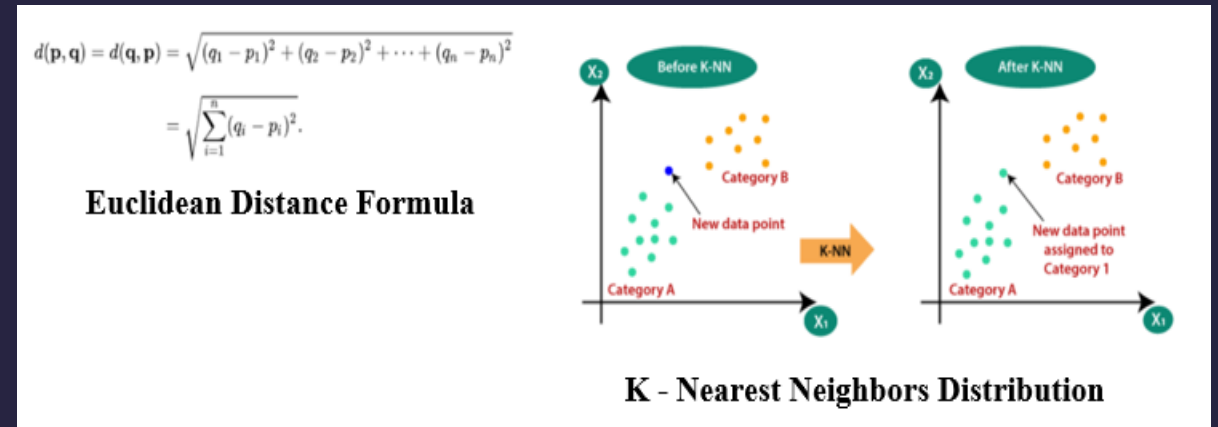 d(p, q) = d(q, p) = √(q₁ − p₁)² + (q₂ − p₂)² + ··· + (qₙ − pₙ)²
= √∑ⁿᵢ₌₁(qᵢ − pᵢ)².
Euclidean Distance Formula
X₂
Before K-NN
Category B
New data point
Category A
X₁
K-NN
X₂
After K-NN
Category B
New data point
assigned to
Category 1
Category A
X₁
K - Nearest Neighbors Distribution